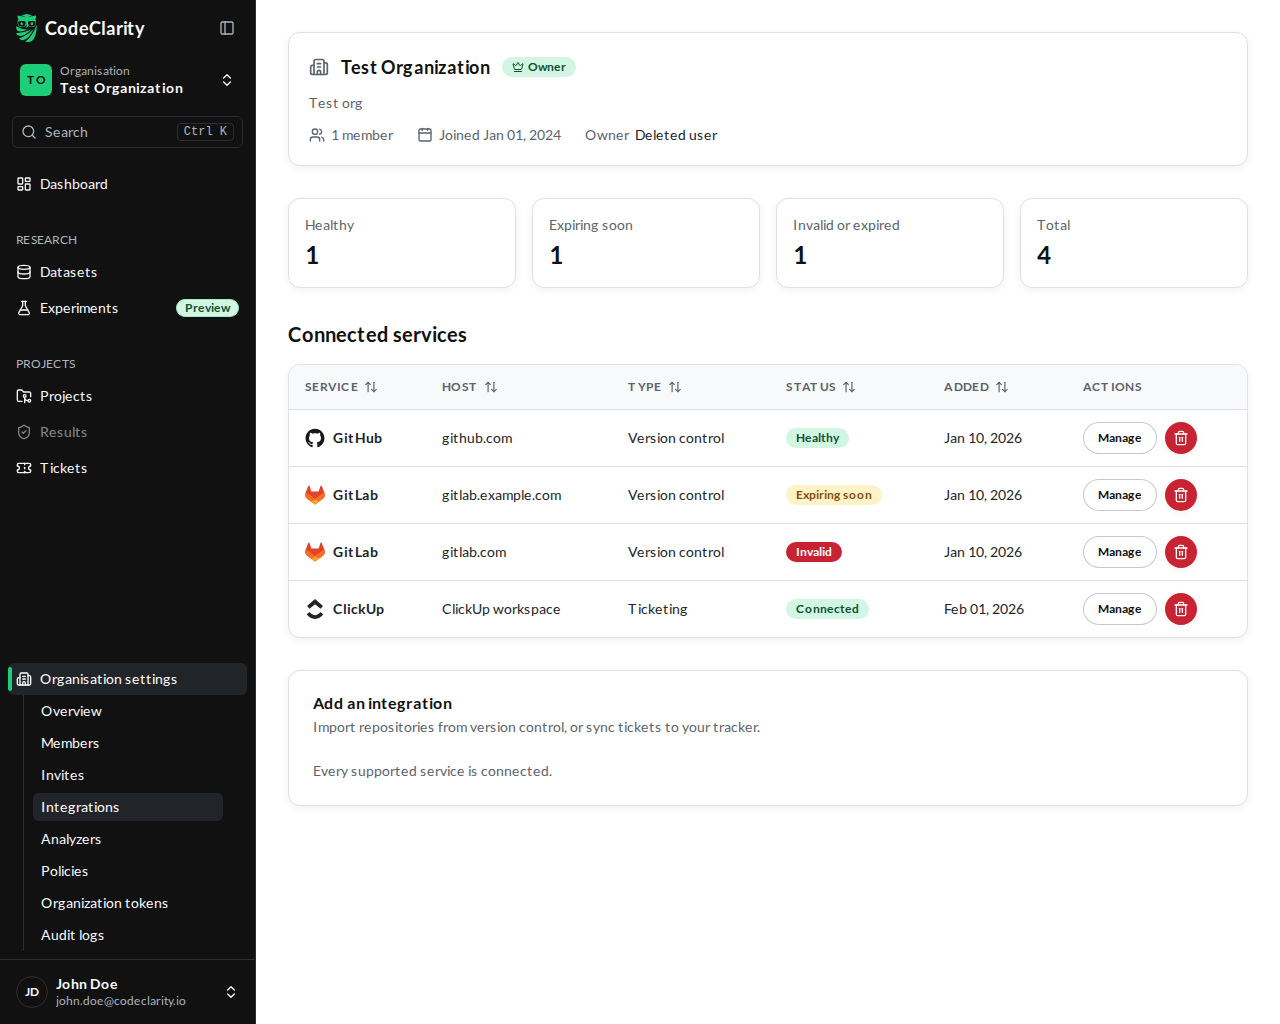 CodeClarity
TO
Organisation
Test Organization
Search
Ctrl K
Dashboard
RESEARCH
Datasets
Experiments
Preview
PROJECTS
Projects
Results
Tickets
Organisation settings
Overview
Members
Invites
Integrations
Analyzers
Policies
Organization tokens
Audit logs
JD
John Doe
john.doe@codeclarity.io
Test Organization
Owner
Test org
1 member
Joined Jan 01, 2024
Owner Deleted user
Healthy
1
Expiring soon
1
Invalid or expired
1
Total
4
Connected services
SERVICE HOST TYPE STATUS ADDED ACTIONS
GitHub github.com Version control Healthy Jan 10, 2026 Manage
GitLab gitlab.example.com Version control Expiring soon Jan 10, 2026 Manage
GitLab gitlab.com Version control Invalid Jan 10, 2026 Manage
ClickUp ClickUp workspace Ticketing Connected Feb 01, 2026 Manage
Add an integration
Import repositories from version control, or sync tickets to your tracker.
Every supported service is connected.